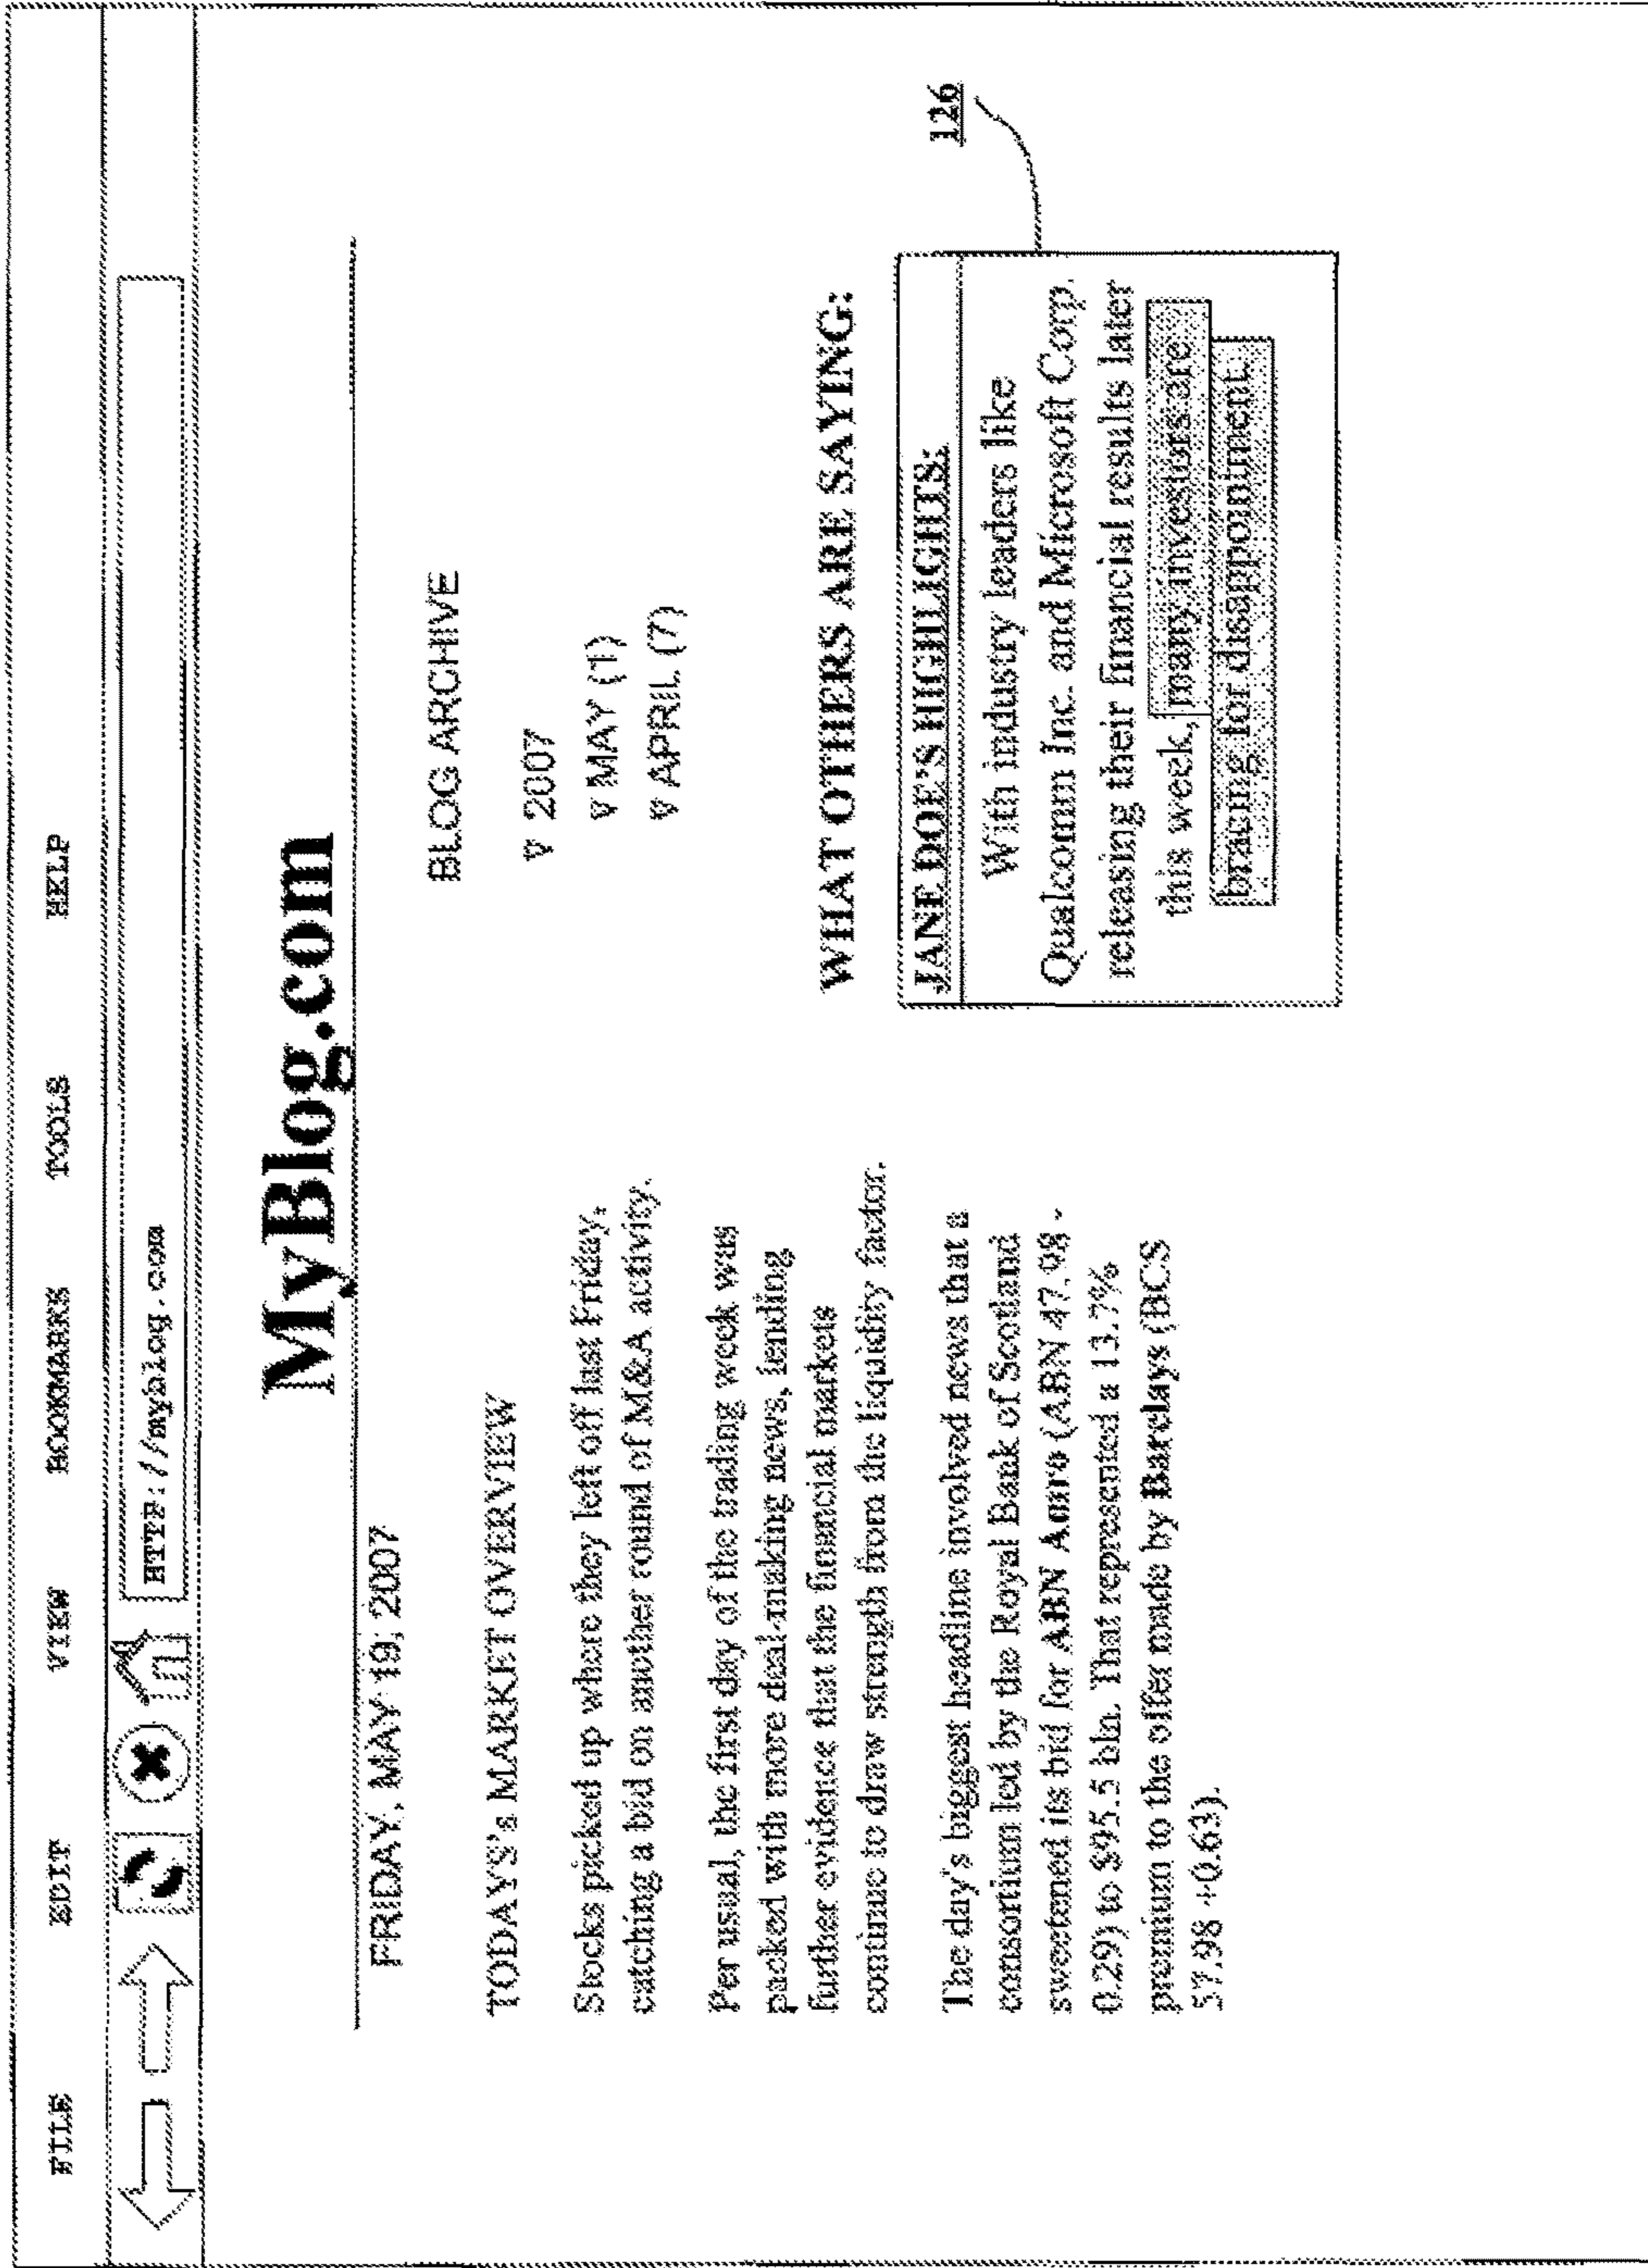 FILE EDIT VIEW BOOKMARKS TOOLS HELP
HTTP://myblog.com
MyBlog.com
FRIDAY, MAY 19, 2007
TODAYS's MARKET OVERVIEW
Stocks picked up where they left off last Friday,
catching a bid on another round of M&A activity.
Per usual, the first day of the trading week was
packed with more deal-making news, lending
further evidence that the financial markets
continue to draw strength from the liquidity factor.
The day's biggest headline involved news that a
consortium led by the Royal Bank of Scotland
sweetened its bid for ABN Amro (ABN 47.98 -
0.29) to $95.5 bln. That represented a 13.7%
premium to the offer made by Barclays (BCS
57.98 +0.63).
BLOG ARCHIVE
∇ 2007
∇ MAY (1)
∇ APRIL (7)
WHAT OTHERS ARE SAYING:
JANE DOE'S HIGHLIGHTS:
With industry leaders like
Qualcomm Inc. and Microsoft Corp.
releasing their financial results later
this week, many investors are
bracing for disappointment.
126